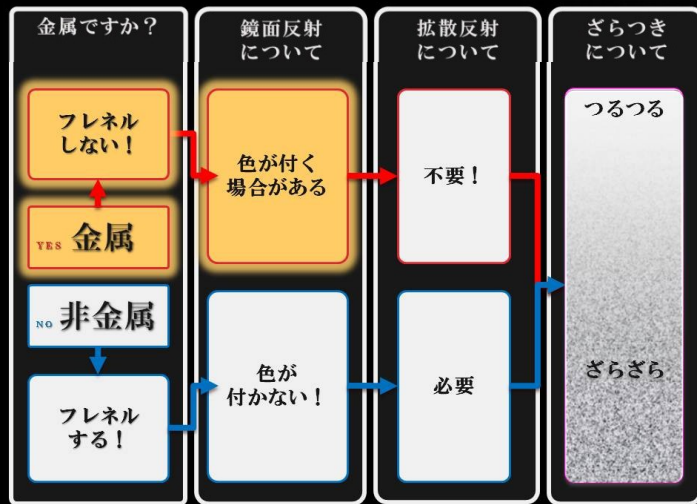 金属ですか？
フレネル
しない！
YES 金属
NO 非金属
フレネル
する！
鏡面反射
について
色が付く
場合がある
色が
付かない！
拡散反射
について
不要！
必要
ざらつき
について
つるつる
ざらざら